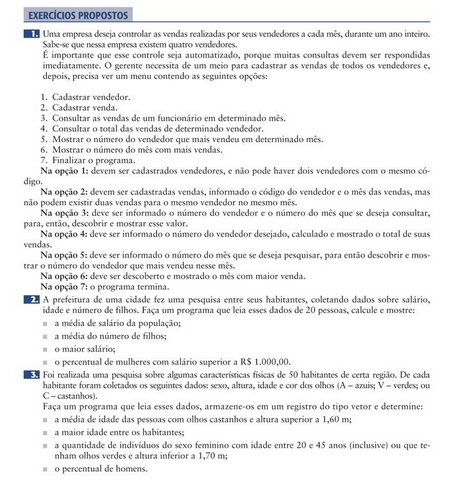 EXERCÍCIOS PROPOSTOS
1. Uma empresa deseja controlar as vendas realizadas por seus vendedores a cada mês, durante um ano inteiro.
Sabe-se que nessa empresa existem quatro vendedores.
É importante que esse controle seja automatizado, porque muitas consultas devem ser respondidas
imediatamente. O gerente necessita de um meio para cadastrar as vendas de todos os vendedores e,
depois, precisa ver um menu contendo as seguintes opções:
1. Cadastrar vendedor.
2. Cadastrar venda.
3. Consultar as vendas de um funcionário em determinado mês.
4. Consultar o total das vendas de determinado vendedor.
5. Mostrar o número do vendedor que mais vendeu em determinado mês.
6. Mostrar o número do mês com mais vendas.
7. Finalizar o programa.
Na opção 1: devem ser cadastrados vendedores, e não pode haver dois vendedores com o mesmo có-
digo.
Na opção 2: devem ser cadastradas vendas, informado o código do vendedor e o mês das vendas, mas
não podem existir duas vendas para o mesmo vendedor no mesmo mês.
Na opção 3: deve ser informado o número do vendedor e o número do mês que se deseja consultar,
para, então, descobrir e mostrar esse valor.
Na opção 4: deve ser informado o número do vendedor desejado, calculado e mostrado o total de suas
vendas.
Na opção 5: deve ser informado o número do mês que se deseja pesquisar, para então descobrir e mos-
trar o número do vendedor que mais vendeu nesse mês.
Na opção 6: deve ser descoberto e mostrado o mês com maior venda.
Na opção 7: o programa termina.
2. A prefeitura de uma cidade fez uma pesquisa entre seus habitantes, coletando dados sobre salário,
idade e número de filhos. Faça um programa que leia esses dados de 20 pessoas, calcule e mostre:
■ a média de salário da população;
■ a média do número de filhos;
■ o maior salário;
■ o percentual de mulheres com salário superior a R$ 1.000,00.
3. Foi realizada uma pesquisa sobre algumas características físicas de 50 habitantes de certa região. De cada
habitante foram coletados os seguintes dados: sexo, altura, idade e cor dos olhos (A – azuis; V – verdes; ou
C – castanhos).
Faça um programa que leia esses dados, armazene-os em um registro do tipo vetor e determine:
■ a média de idade das pessoas com olhos castanhos e altura superior a 1,60 m;
■ a maior idade entre os habitantes;
■ a quantidade de indivíduos do sexo feminino com idade entre 20 e 45 anos (inclusive) ou que te-
nham olhos verdes e altura inferior a 1,70 m;
■ o percentual de homens.